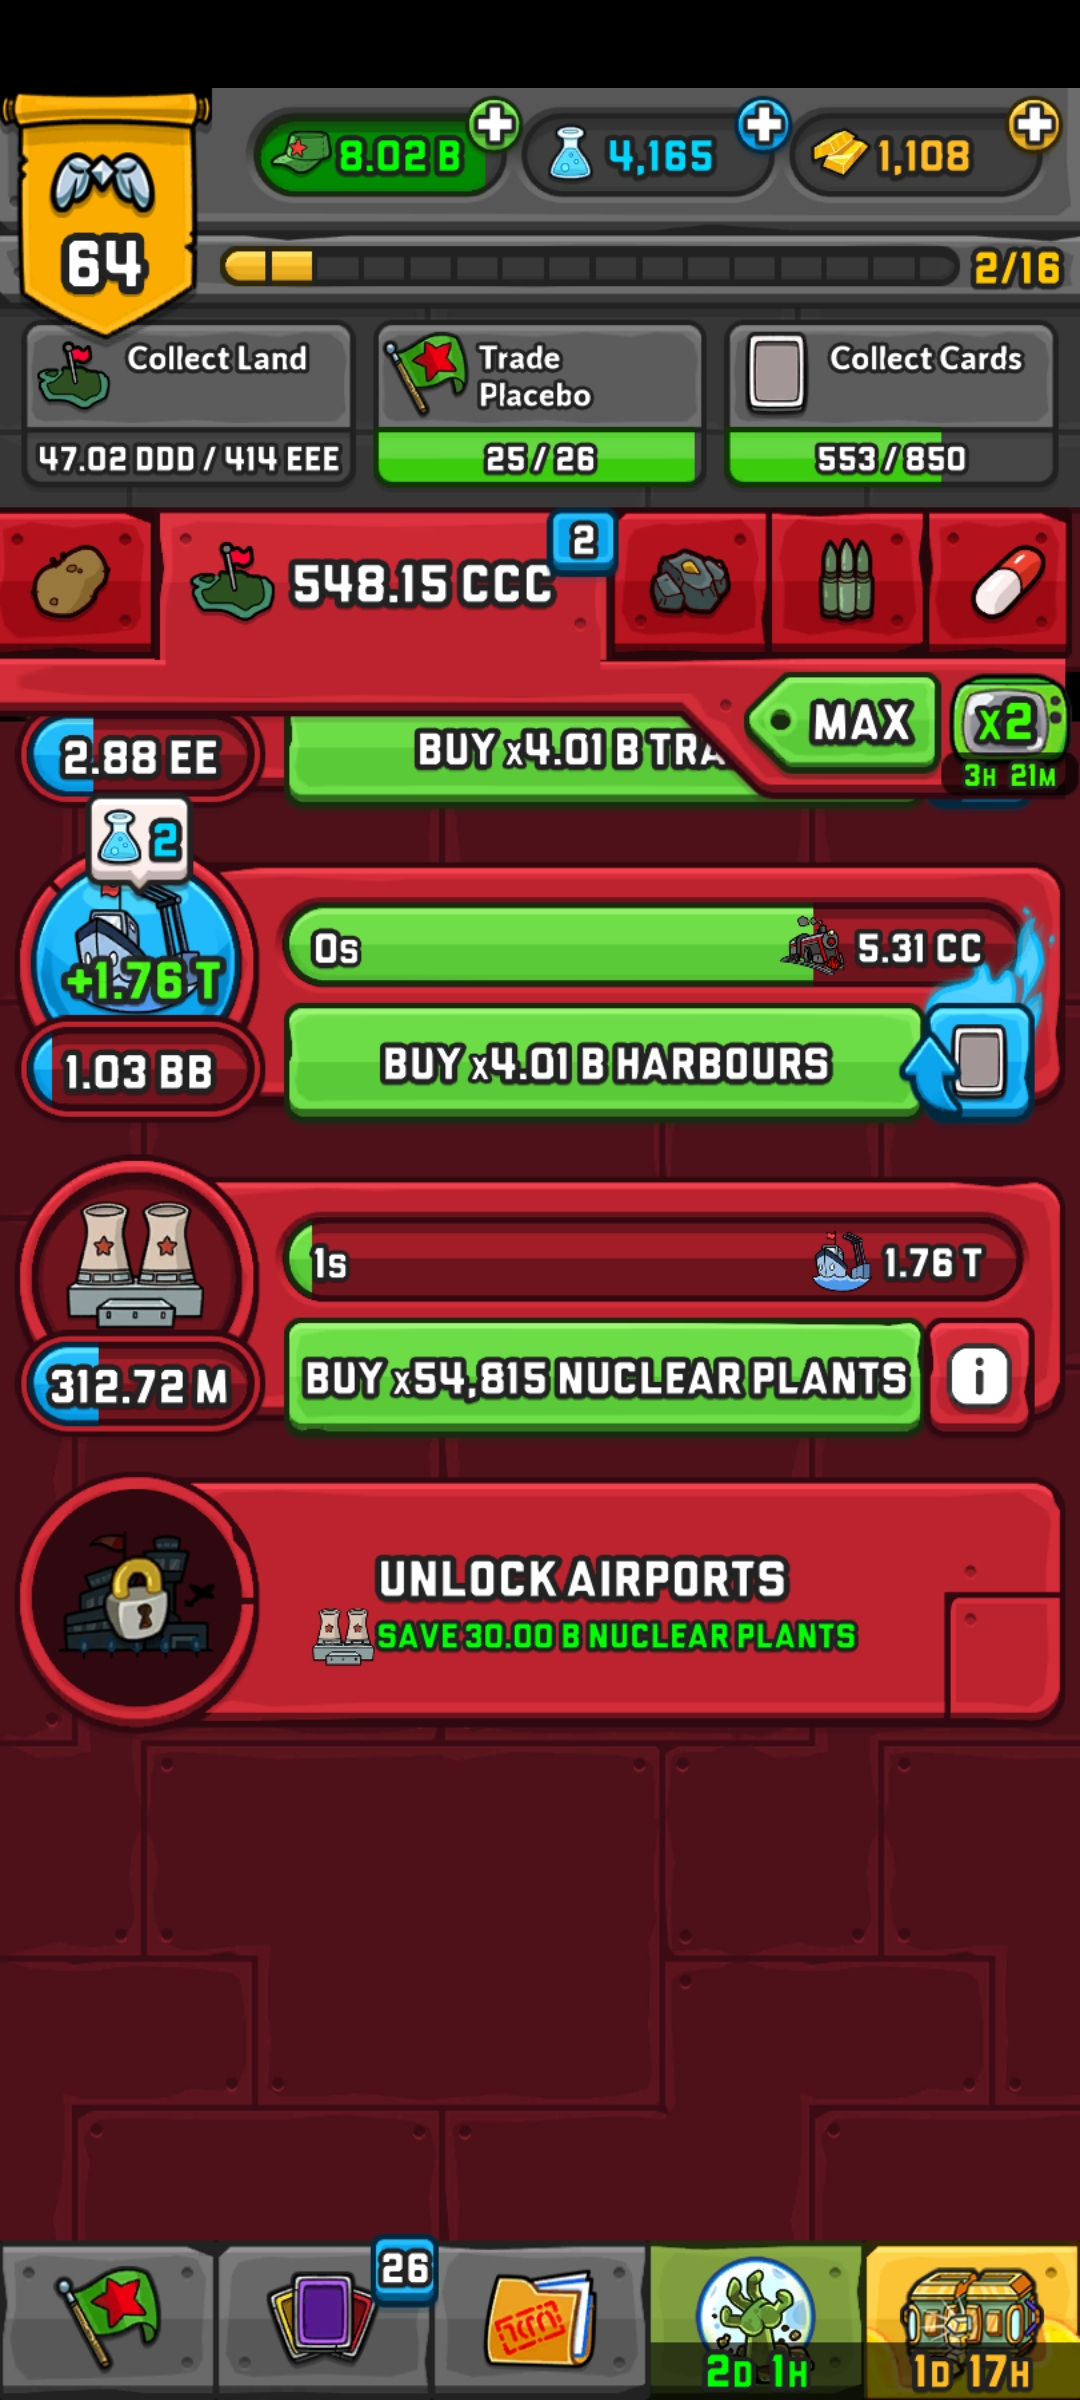 8.02 B
4,165
1,108
64
2/16
Collect Land
47.02 DDD / 414 EEE
Trade
Placebo
25 / 26
Collect Cards
553 / 850
2
548.15 CCC
MAX
x2
3H 21M
2.88 EE
BUY x4.01 B TRA
2
+1.76 T
0s
5.31 CC
1.03 BB
BUY x4.01 B HARBOURS
1s
1.76 T
312.72 M
BUY x54,815 NUCLEAR PLANTS
i
UNLOCK AIRPORTS
SAVE 30.00 B NUCLEAR PLANTS
26
2D 1H
1D 17H